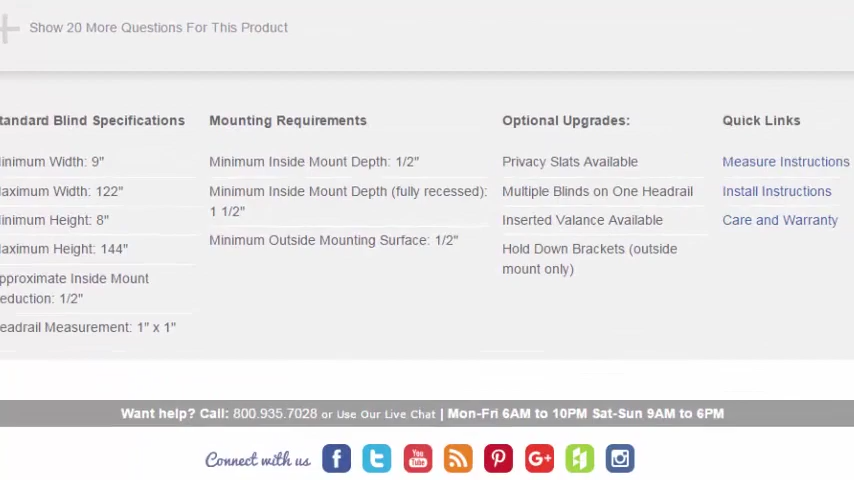 Show 20 More Questions For This Product
tandard Blind Specifications
inimum Width: 9"
aximum Width: 122"
inimum Height: 8"
aximum Height: 144"
pproximate Inside Mount
eduction: 1/2"
eadrail Measurement: 1" x 1"
Mounting Requirements
Minimum Inside Mount Depth: 1/2"
Minimum Inside Mount Depth (fully recessed):
1 1/2"
Minimum Outside Mounting Surface: 1/2"
Optional Upgrades:
Privacy Slats Available
Multiple Blinds on One Headrail
Inserted Valance Available
Hold Down Brackets (outside
mount only)
Quick Links
Measure Instructions
Install Instructions
Care and Warranty
Want help? Call: 800.935.7028 or Use Our Live Chat | Mon-Fri 6AM to 10PM Sat-Sun 9AM to 6PM
Connect with us
You
Tube
G+